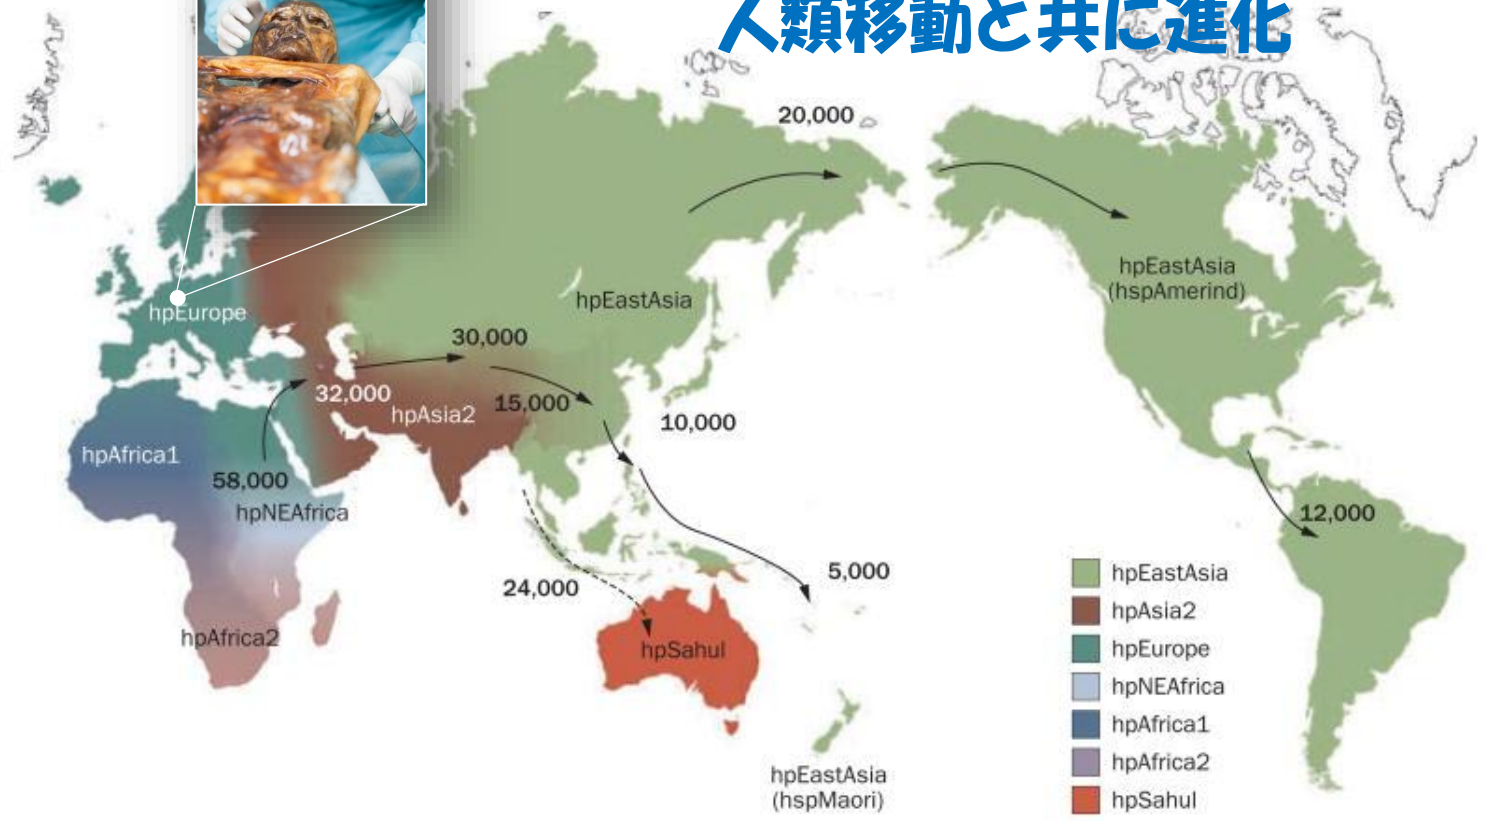 人類移動と共に進化
20,000
hpEastAsia
(hspAmerind)
hpEastAsia
hpEurope
30,000
32,000
hpAsia2
15,000
10,000
hpAfrica1
58,000
hpNEAfrica
12,000
5,000
24,000
hpAfrica2
hpSahul
hpEastAsia
(hspMaori)
hpEastAsia
hpAsia2
hpEurope
hpNEAfrica
hpAfrica1
hpAfrica2
hpSahul